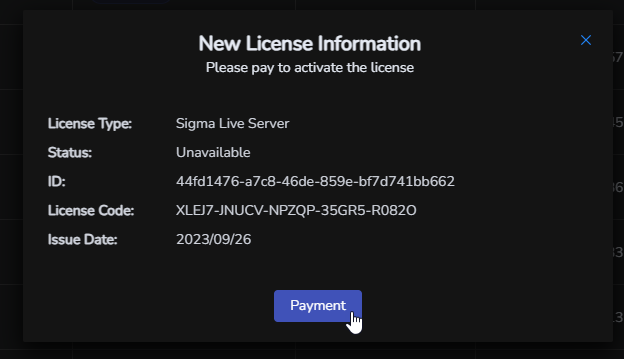 New License Information
Please pay to activate the license
License Type: Sigma Live Server
Status: Unavailable
ID: 44fd1476-a7c8-46de-859e-bf7d741bb662
License Code: XLEJ7-JNUCV-NPZQP-35GR5-R082O
Issue Date: 2023/09/26
Payment